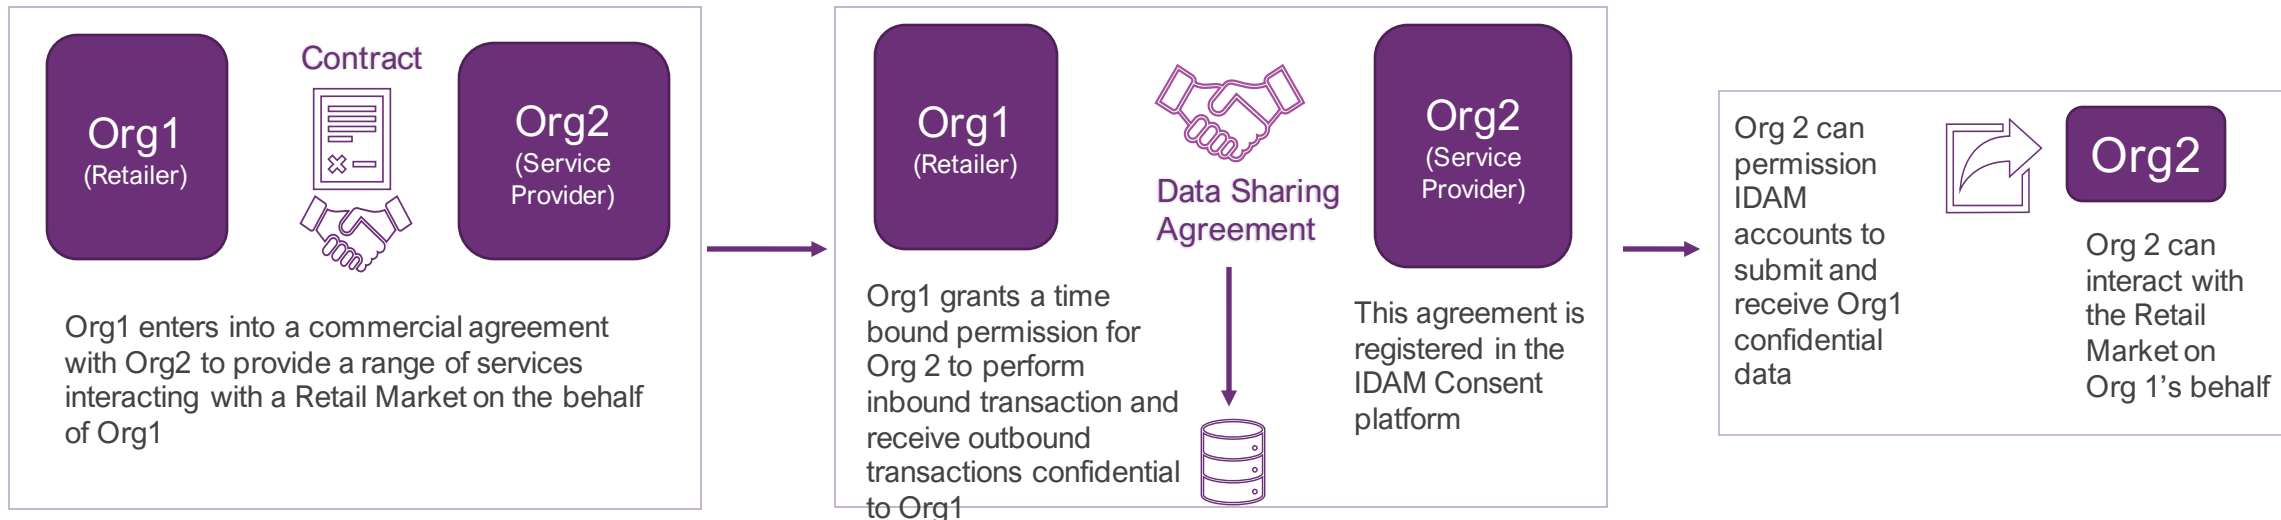 Org1
(Retailer)
Contract
Org2
(Service
Provider)
Org1 enters into a commercial agreement
with Org2 to provide a range of services
interacting with a Retail Market on the behalf
of Org1
Org1
(Retailer)
Data Sharing
Agreement
Org2
(Service
Provider)
Org1 grants a time
bound permission for
Org 2 to perform
inbound transaction and
receive outbound
transactions confidential
to Org1
This agreement is
registered in the
IDAM Consent
platform
Org 2 can
permission
IDAM
accounts to
submit and
receive Org1
confidential
data
Org2
Org 2 can
interact with
the Retail
Market on
Org 1’s behalf